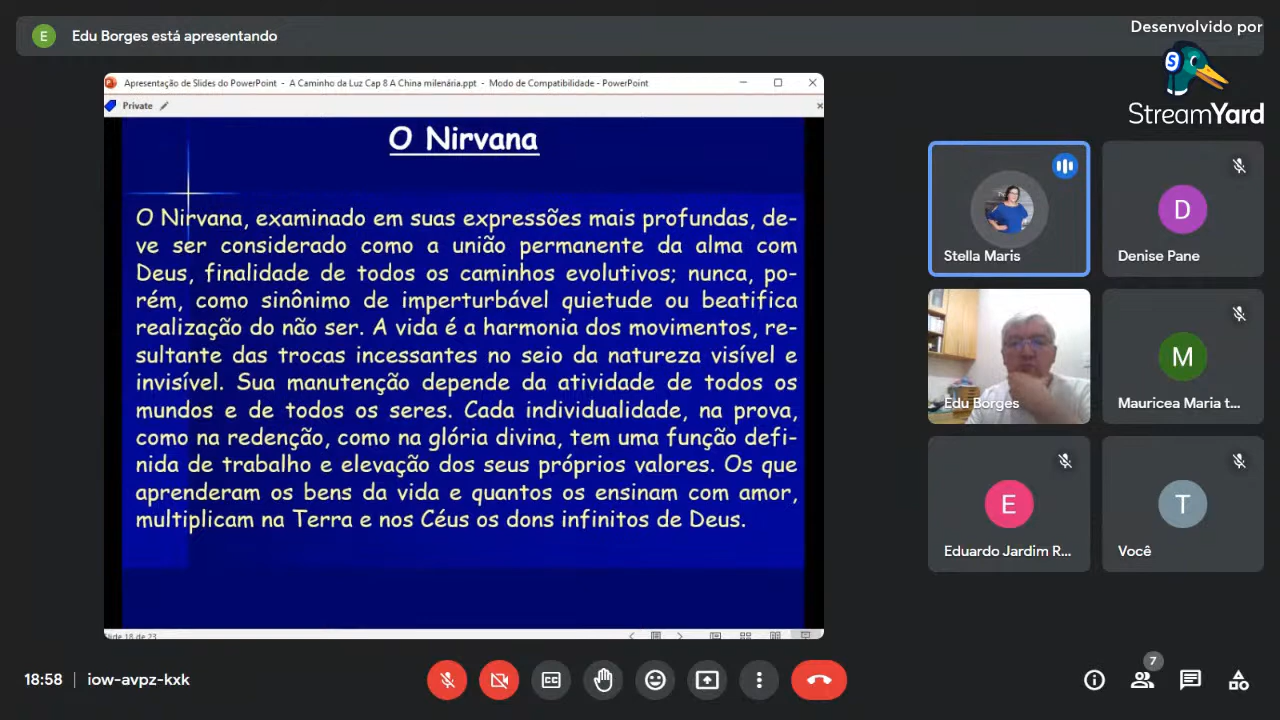 E
Edu Borges está apresentando
Desenvolvido por
S
StreamYard
Apresentação de Slides do PowerPoint - A Caminho da Luz Cap 8 A China milenária.ppt - Modo de Compatibilidade - PowerPoint
Private
O Nirvana
O Nirvana, examinado em suas expressões mais profundas, de-
ve ser considerado como a união permanente da alma com
Deus, finalidade de todos os caminhos evolutivos; nunca, po-
rém, como sinônimo de imperturbável quietude ou beatifica
realização do não ser. A vida é a harmonia dos movimentos, re-
sultante das trocas incessantes no seio da natureza visível e
invisível. Sua manutenção depende da atividade de todos os
mundos e de todos os seres. Cada individualidade, na prova,
como na redenção, como na glória divina, tem uma função defi-
nida de trabalho e elevação dos seus próprios valores. Os que
aprenderam os bens da vida e quantos os ensinam com amor,
multiplicam na Terra e nos Céus os dons infinitos de Deus.
Slide 18 de 23
Stella Maris
D
Denise Pane
Edu Borges
M
Mauricea Maria t...
E
Eduardo Jardim R...
T
Você
18:58 | iow-avpz-kxk
CC
7